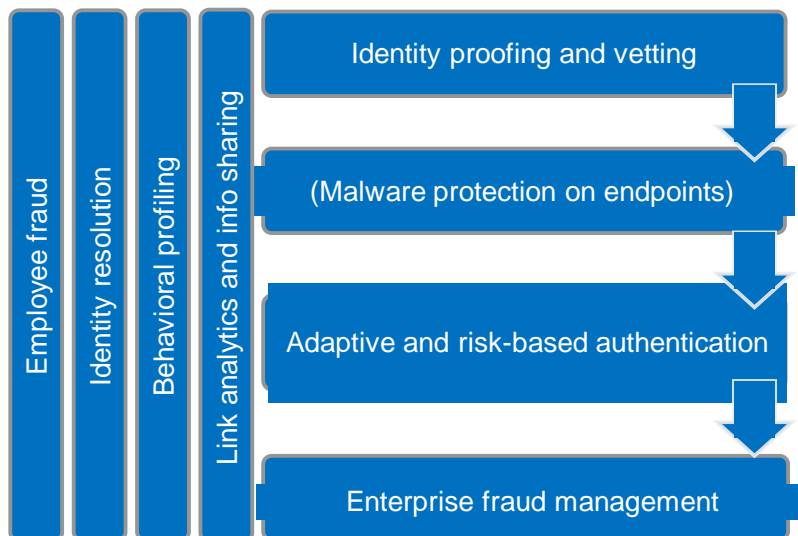 Employee fraud
Identity resolution
Behavioral profiling
Link analytics and info sharing
Identity proofing and vetting
(Malware protection on endpoints)
Adaptive and risk-based authentication
Enterprise fraud management